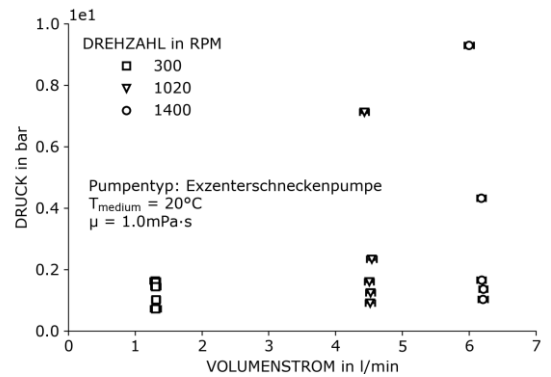 1e1
1.0
0.8
0.6
0.4
0.2
0.0
DRUCK in bar
DREHZAHL in RPM
300
1020
1400
Pumpentyp: Exzenterschneckenpumpe
Tmedium = 20°C
μ = 1.0mPa·s
0 1 2 3 4 5 6 7
VOLUMENSTROM in l/min